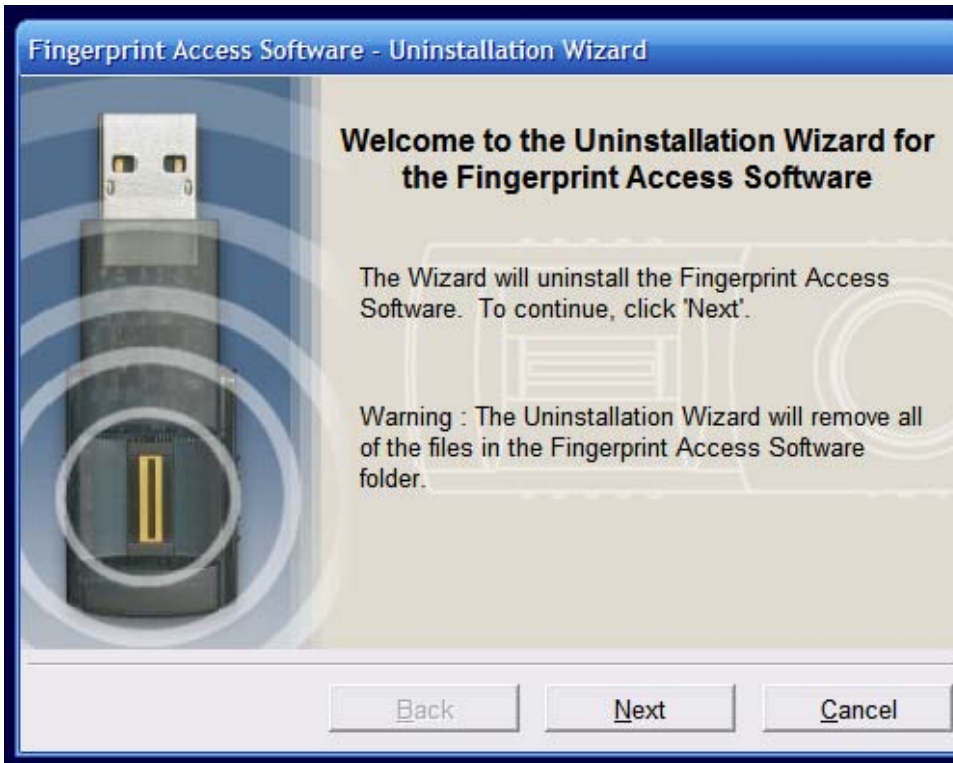 Fingerprint Access Software - Uninstallation Wizard
Welcome to the Uninstallation Wizard for
the Fingerprint Access Software
The Wizard will uninstall the Fingerprint Access
Software.  To continue, click 'Next'.
Warning : The Uninstallation Wizard will remove all
of the files in the Fingerprint Access Software
folder.
Back
Next
Cancel